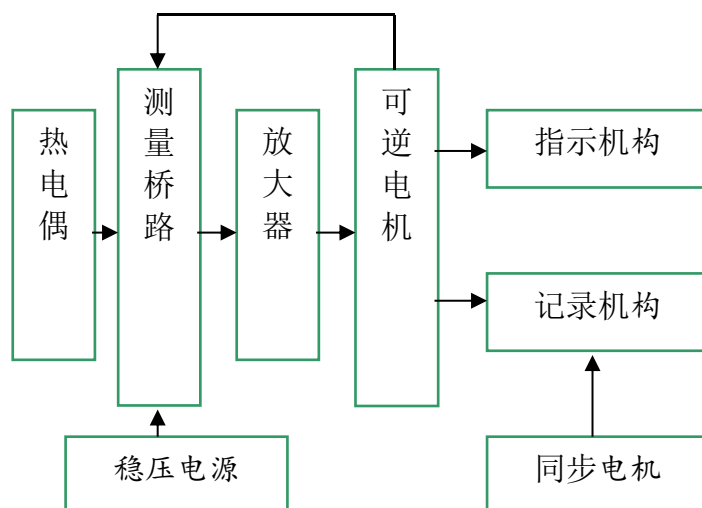 热电偶
测量桥路
放大器
可逆电机
指示机构
记录机构
稳压电源
同步电机